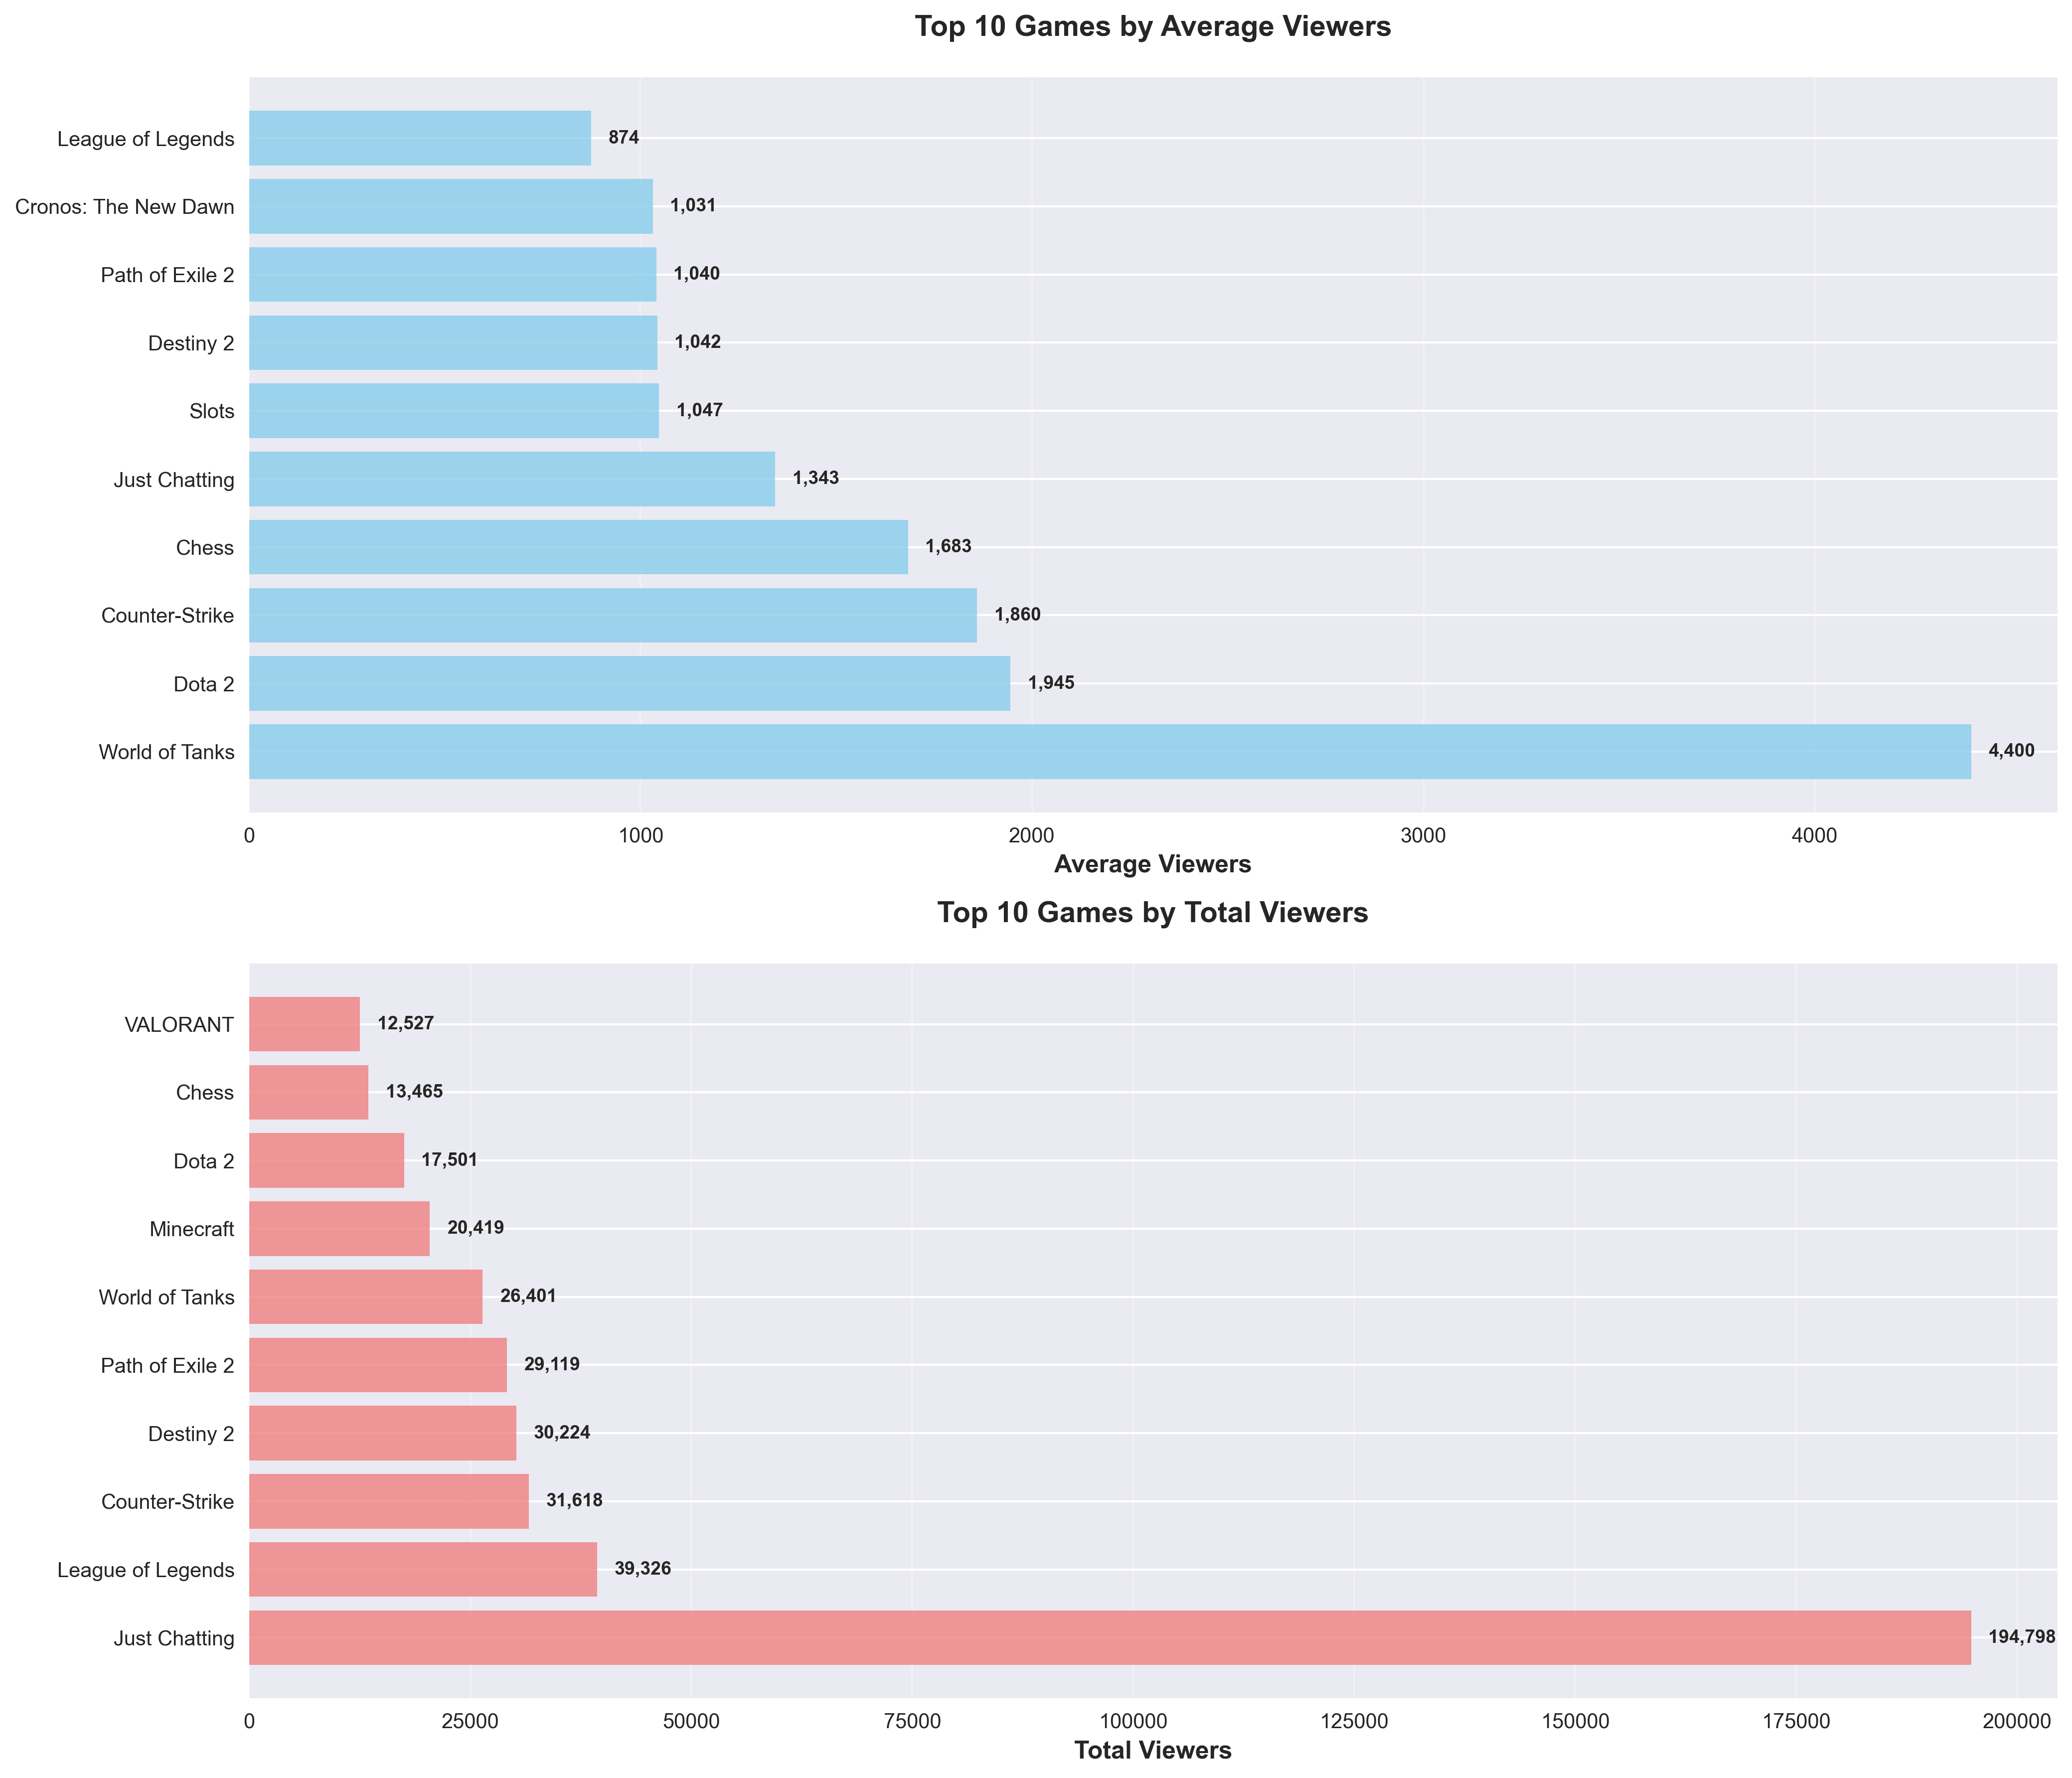 Top 10 Games by Average Viewers
League of Legends 874
Cronos: The New Dawn 1,031
Path of Exile 2 1,040
Destiny 2 1,042
Slots 1,047
Just Chatting 1,343
Chess 1,683
Counter-Strike 1,860
Dota 2 1,945
World of Tanks 4,400
0 1000 2000 3000 4000
Average Viewers
Top 10 Games by Total Viewers
VALORANT 12,527
Chess 13,465
Dota 2 17,501
Minecraft 20,419
World of Tanks 26,401
Path of Exile 2 29,119
Destiny 2 30,224
Counter-Strike 31,618
League of Legends 39,326
Just Chatting 194,798
0 25000 50000 75000 100000 125000 150000 175000 200000
Total Viewers